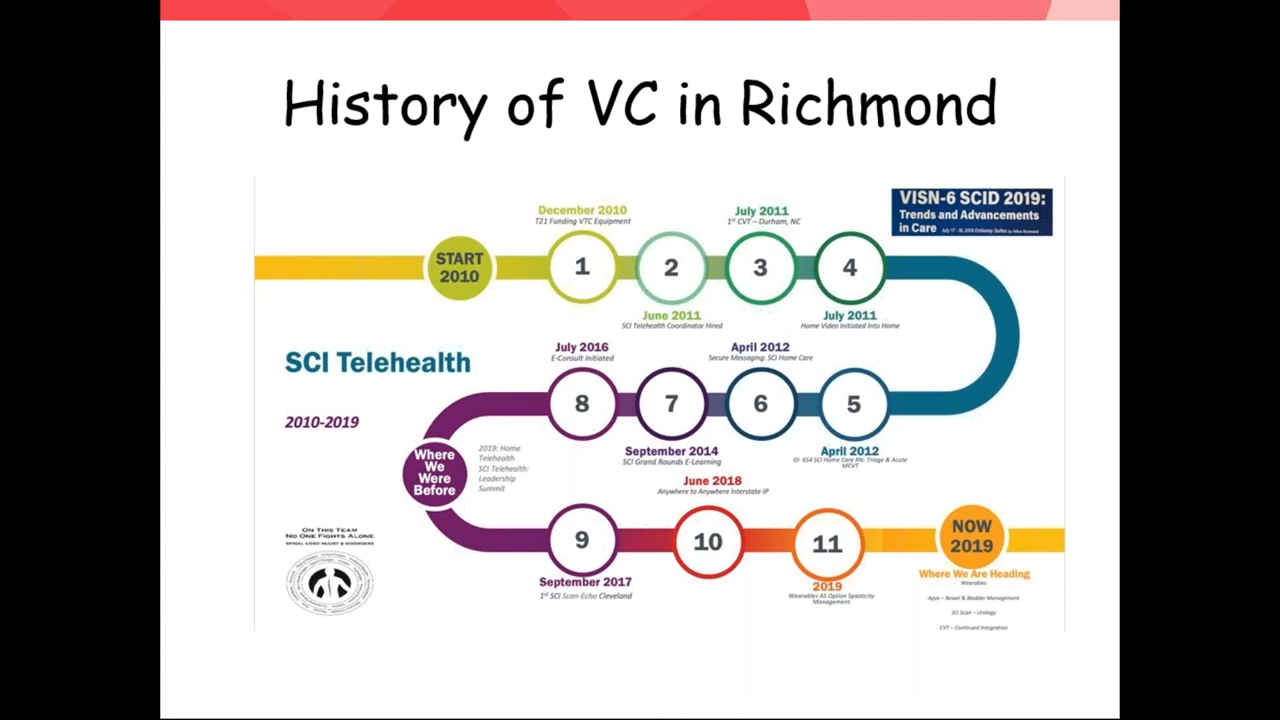 History of VC in Richmond
VISN-6 SCID 2019:
Trends and Advancements
in Care July 17 - 18, 2019 Embassy Suites by Hilton Richmond
December 2010
T21 Funding VTC Equipment
July 2011
1st CVT – Durham, NC
START
2010
1
2
3
4
June 2011
SCI Telehealth Coordinator Hired
July 2011
Home Video Initiated Into Home
SCI Telehealth
2010-2019
July 2016
E-Consult Initiated
April 2012
Secure Messaging: SCI Home Care
8
7
6
5
September 2014
SCI Grand Rounds E-Learning
April 2012
ID: 654 SCI Home Care RN: Triage & Acute
MCVT
Where
We
Were
Before
2019: Home
Telehealth
SCI Telehealth:
Leadership
Summit
June 2018
Anywhere to Anywhere Interstate IP
9
10
11
NOW
2019
September 2017
1st SCI Scan-Echo Cleveland
2019
Wearables AS Option Spasticity
Management
Where We Are Heading
Wearables
Apps – Bowel & Bladder Management
SCI Scan – Urology
CVT – Continued Integration
ON THIS TEAM
NO ONE FIGHTS ALONE
SPINAL CORD INJURY & DISORDERS